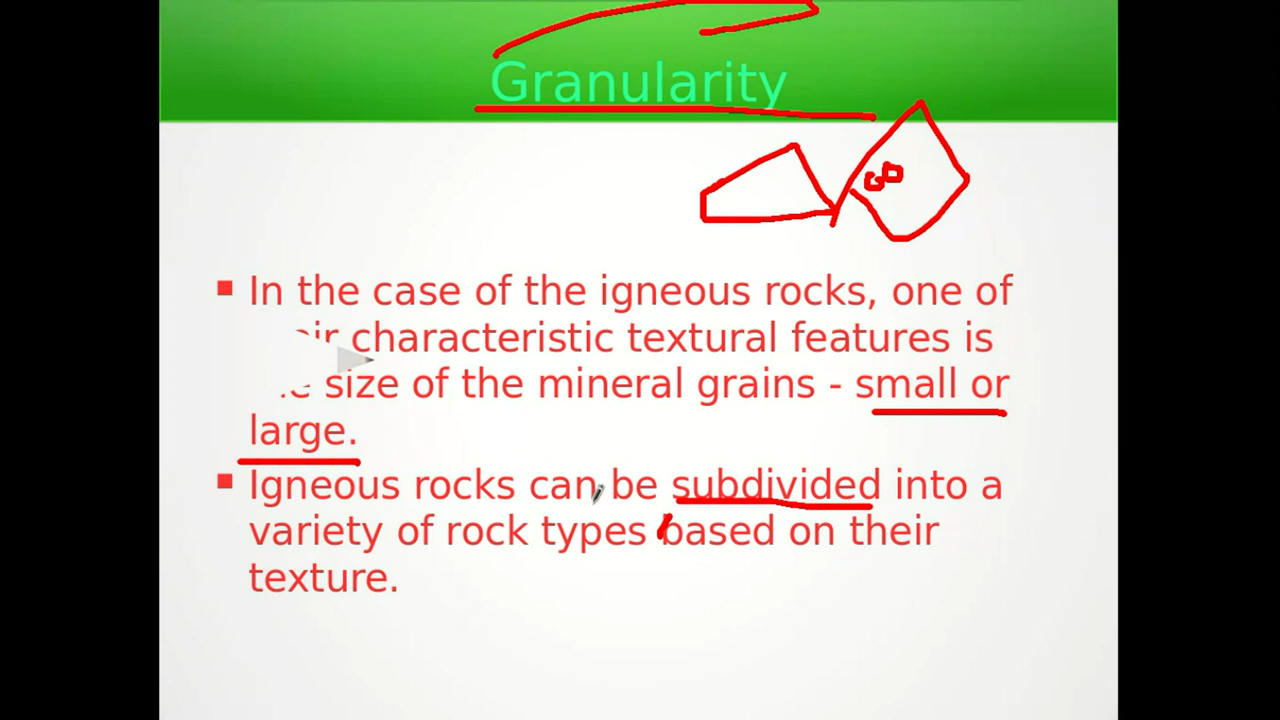 Granularity
In the case of the igneous rocks, one of
characteristic textural features is
size of the mineral grains - small or
large.
Igneous rocks can be subdivided into a
variety of rock types based on their
texture.